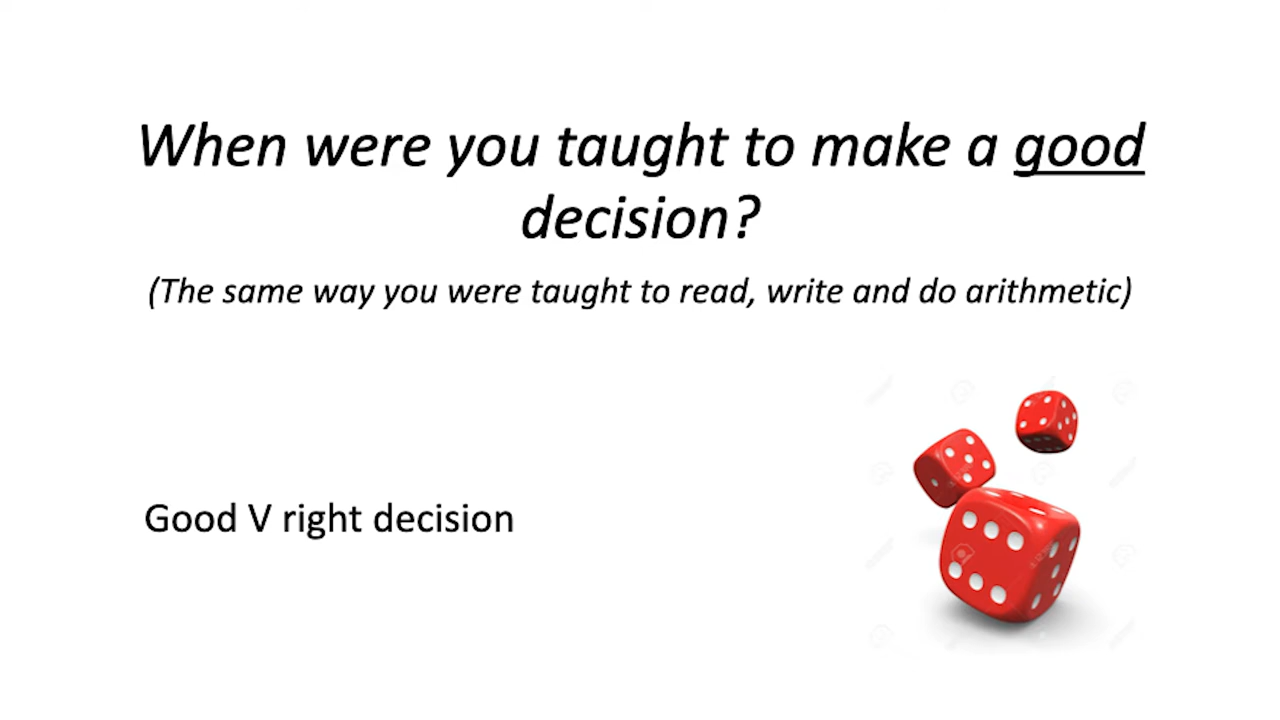 When were you taught to make a good
decision?
(The same way you were taught to read, write and do arithmetic)
Good V right decision